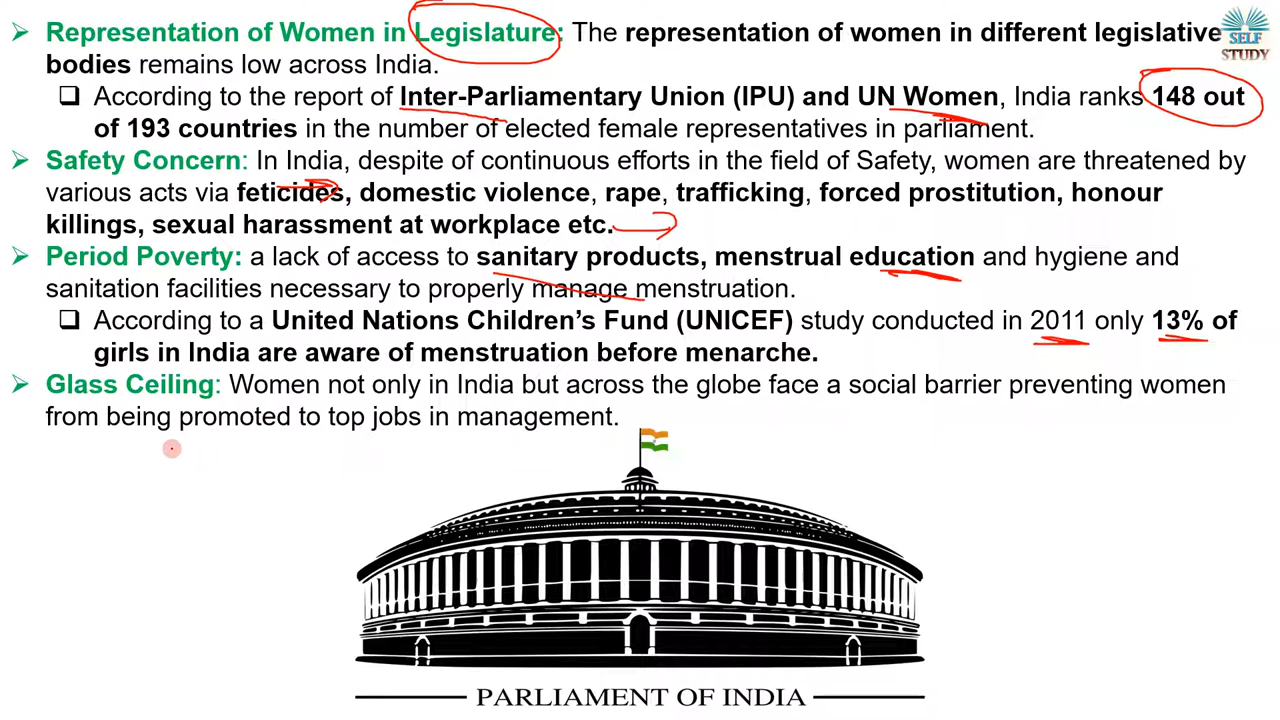 ➢ Representation of Women in Legislature: The representation of women in different legislative
bodies remains low across India.
❑ According to the report of Inter-Parliamentary Union (IPU) and UN Women, India ranks 148 out
of 193 countries in the number of elected female representatives in parliament.
➢ Safety Concern: In India, despite of continuous efforts in the field of Safety, women are threatened by
various acts via feticides, domestic violence, rape, trafficking, forced prostitution, honour
killings, sexual harassment at workplace etc.
➢ Period Poverty: a lack of access to sanitary products, menstrual education and hygiene and
sanitation facilities necessary to properly manage menstruation.
❑ According to a United Nations Children’s Fund (UNICEF) study conducted in 2011 only 13% of
girls in India are aware of menstruation before menarche.
➢ Glass Ceiling: Women not only in India but across the globe face a social barrier preventing women
from being promoted to top jobs in management.
SELF
STUDY
PARLIAMENT OF INDIA